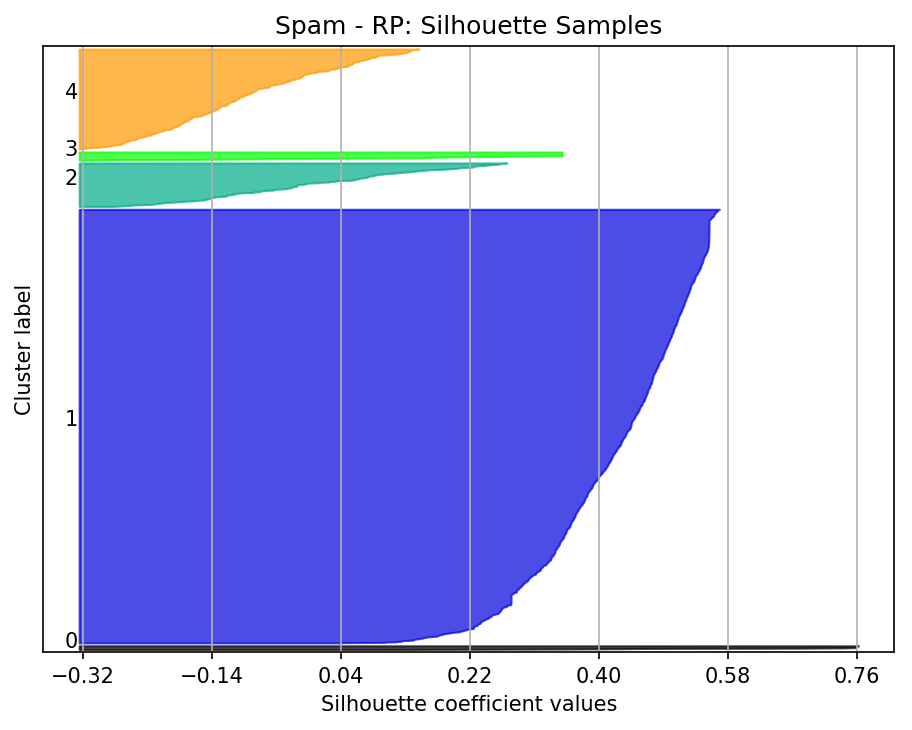 Spam - RP: Silhouette Samples
4
3
2
1
0
Cluster label
−0.32 −0.14 0.04 0.22 0.40 0.58 0.76
Silhouette coefficient values